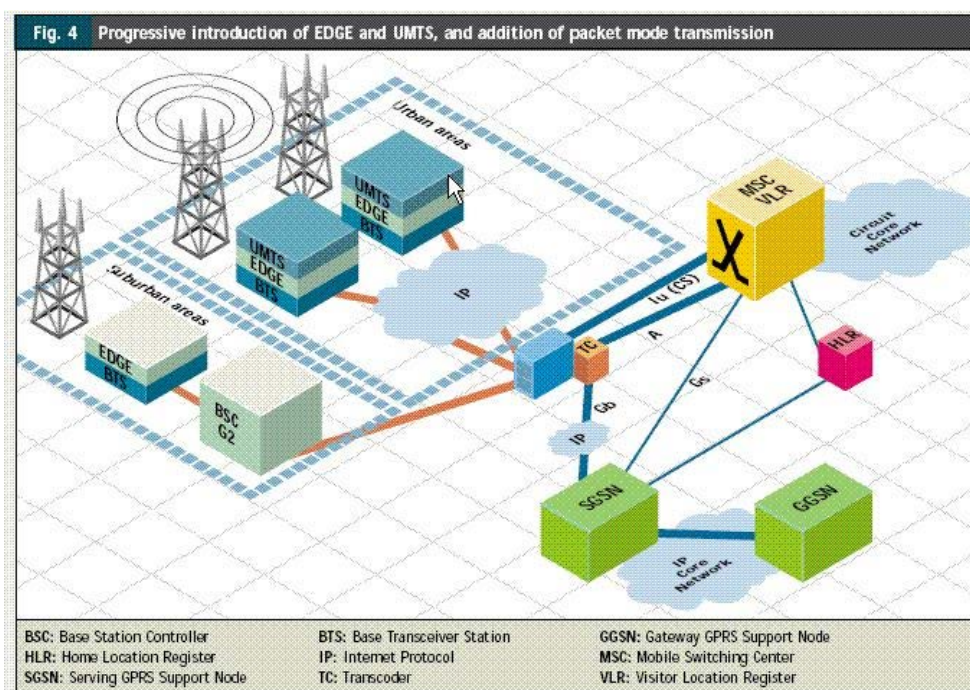 Fig. 4 Progressive introduction of EDGE and UMTS, and addition of packet mode transmission
Urban areas
UMTS
EDGE
BTS
UMTS
EDGE
BTS
Suburban areas
EDGE
BTS
BSC
G2
IP
MSC
VLR
Circuit
Core
Network
Iu (CS)
A
TC
HLR
Gb
Gs
IP
SGSN
GGSN
IP
Core
Network
BSC: Base Station Controller
HLR: Home Location Register
SGSN: Serving GPRS Support Node
BTS: Base Transceiver Station
IP: Internet Protocol
TC: Transcoder
GGSN: Gateway GPRS Support Node
MSC: Mobile Switching Center
VLR: Visitor Location Register